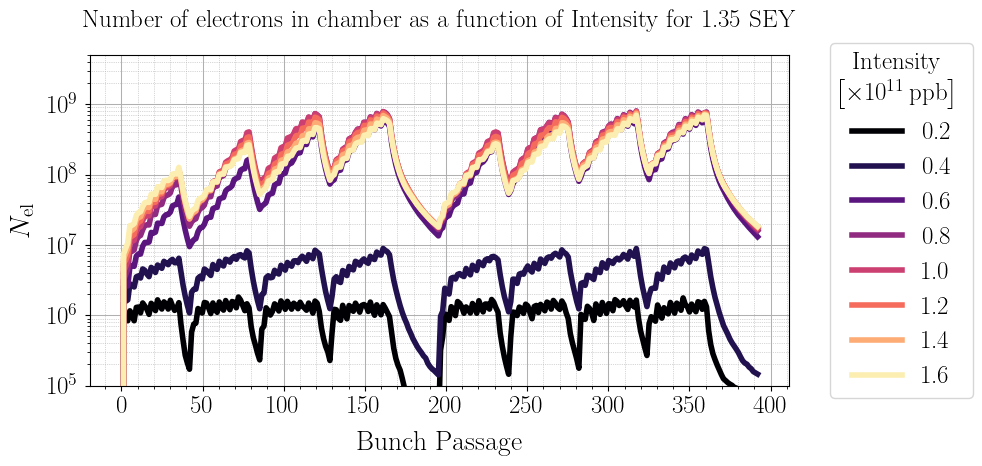 Number of electrons in chamber as a function of Intensity for 1.35 SEY
N_el
10^9
10^8
10^7
10^6
10^5
0 50 100 150 200 250 300 350 400
Bunch Passage
Intensity
[×10^11 ppb]
0.2
0.4
0.6
0.8
1.0
1.2
1.4
1.6